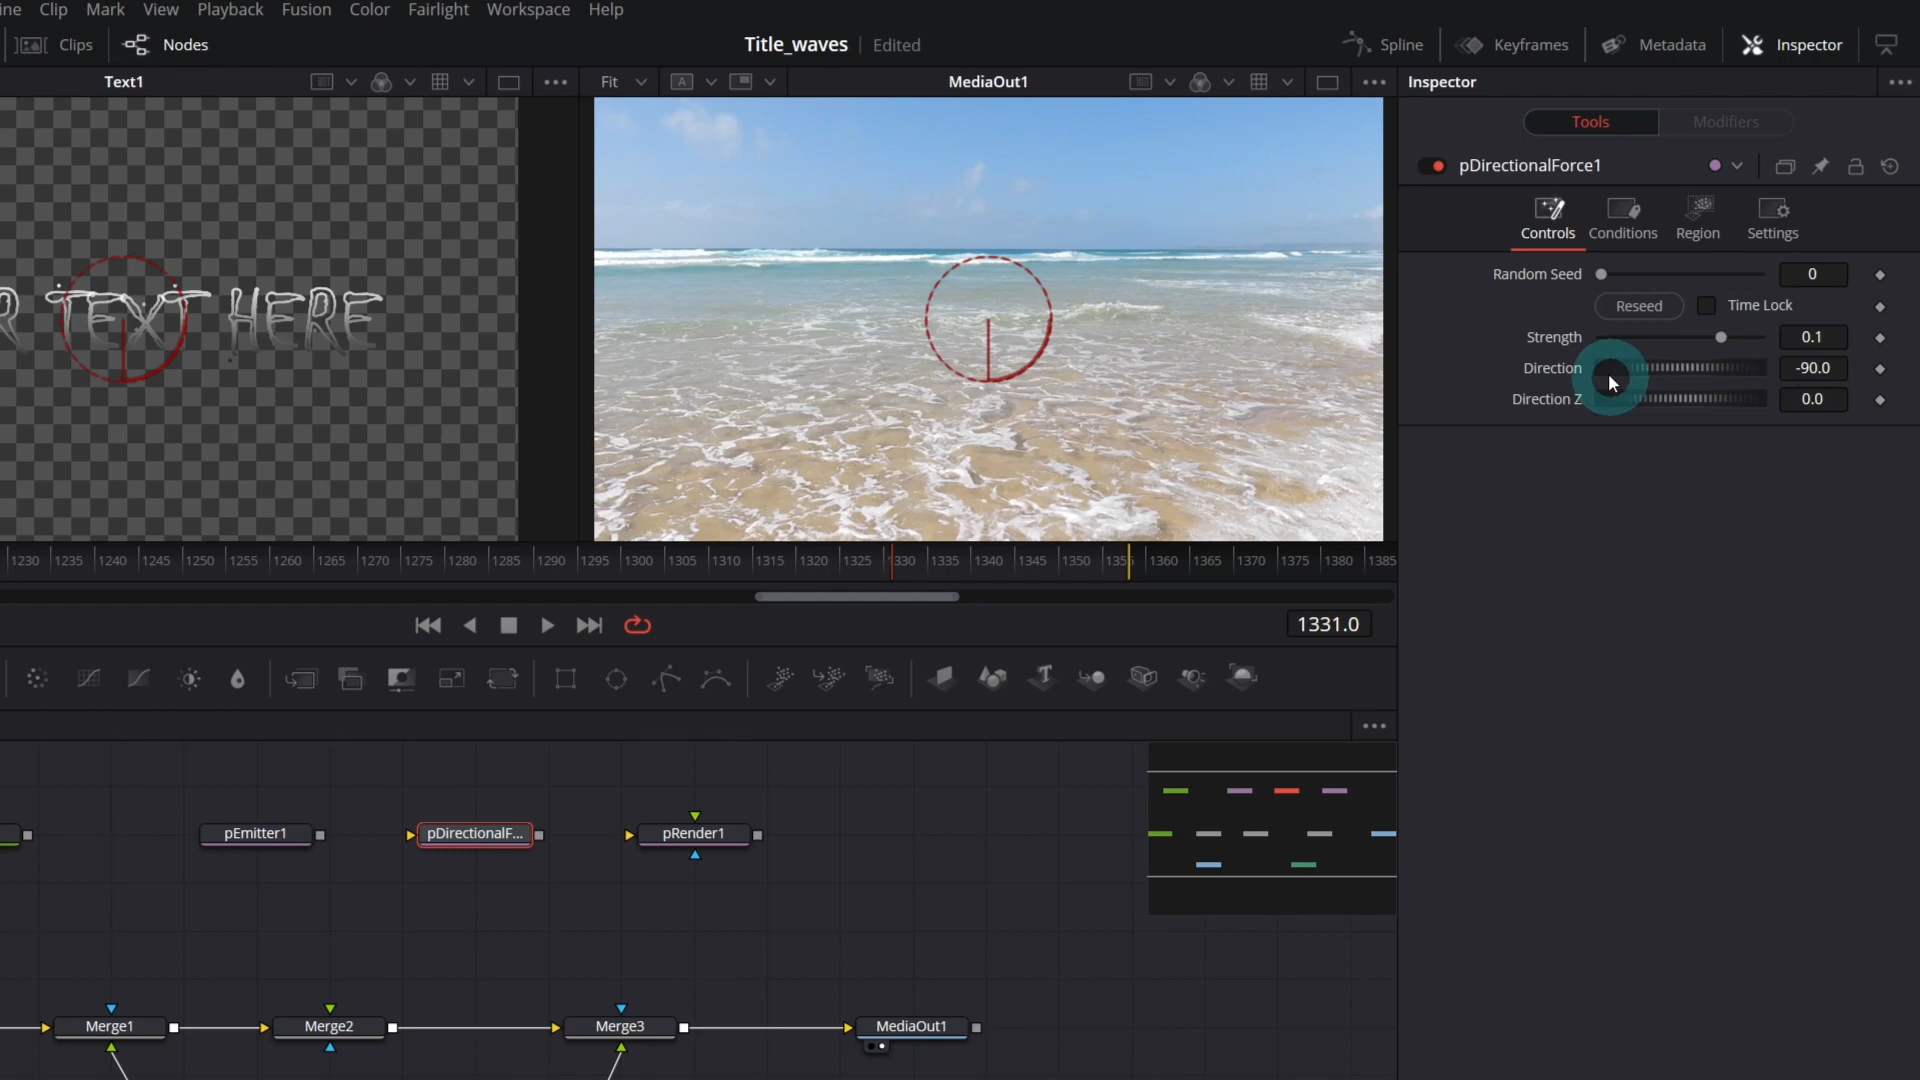 ine Clip Mark View Playback Fusion Color Fairlight Workspace Help
Clips Nodes Title_waves Edited Spline Keyframes Metadata Inspector
Text1 Fit A MediaOut1 Inspector
Tools Modifiers
pDirectionalForce1
Controls Conditions Region Settings
Random Seed 0
Reseed Time Lock
R TEXT HERE
Strength 0.1
Direction -90.0
Direction Z 0.0
1230 1235 1240 1245 1250 1255 1260 1265 1270 1275 1280 1285 1290 1295 1300 1305 1310 1315 1320 1325 330 1335 1340 1345 1350 135 1360 1365 1370 1375 1380 1385
1331.0
pEmitter1 pDirectionalF... pRender1
Merge1 Merge2 Merge3 MediaOut1